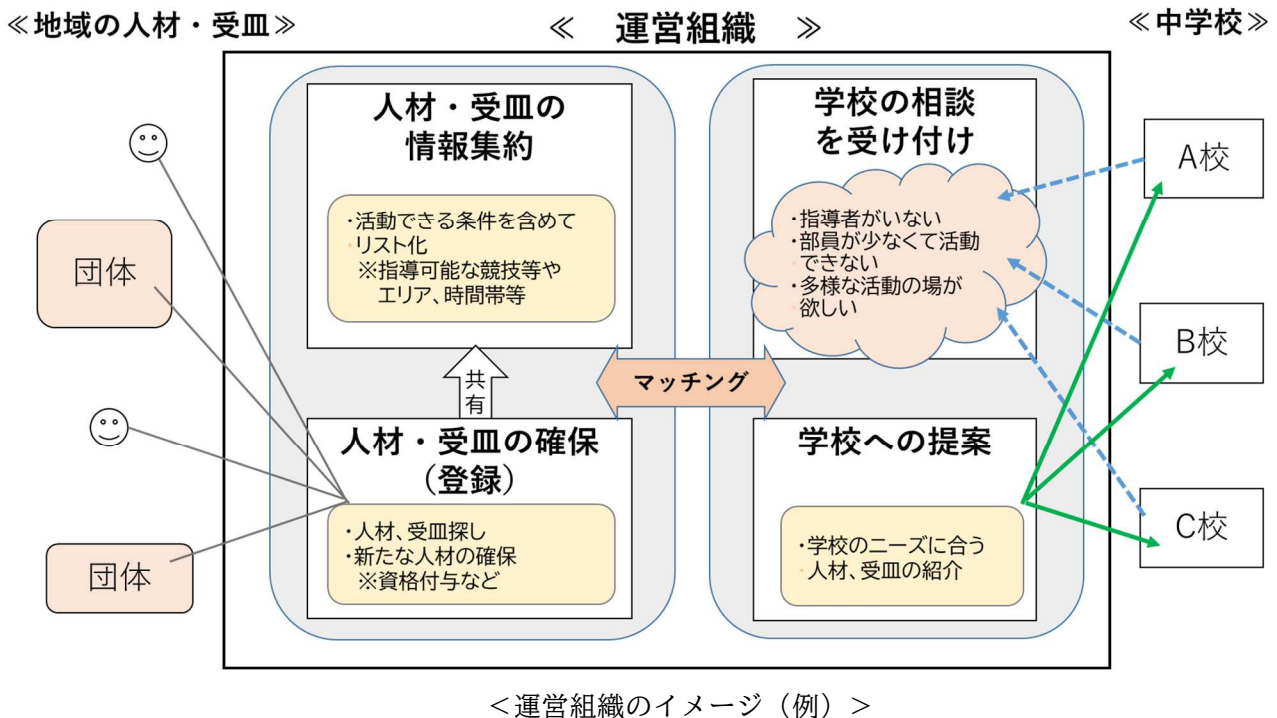 ≪地域の人材・受皿≫
≪　運営組織　≫
≪中学校≫
人材・受皿の
情報集約
・活動できる条件を含めて
・リスト化
※指導可能な競技等や
エリア、時間帯等
学校の相談
を受け付け
・指導者がいない
・部員が少なくて活動
・できない
・多様な活動の場が
・欲しい
A校
団体
B校
共
有
マッチング
人材・受皿の確保
(登録)
・人材、受皿探し
・新たな人材の確保
※資格付与など
学校への提案
・学校のニーズに合う
・人材、受皿の紹介
C校
団体
＜運営組織のイメージ（例）＞